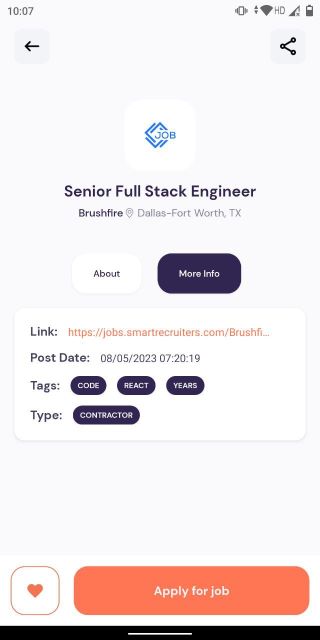 10:07
HD
JOB
Senior Full Stack Engineer
Brushfire Dallas-Fort Worth, TX
About
More Info
Link: https://jobs.smartrecruiters.com/Brushfi...
Post Date: 08/05/2023 07:20:19
Tags: CODE REACT YEARS
Type: CONTRACTOR
Apply for job